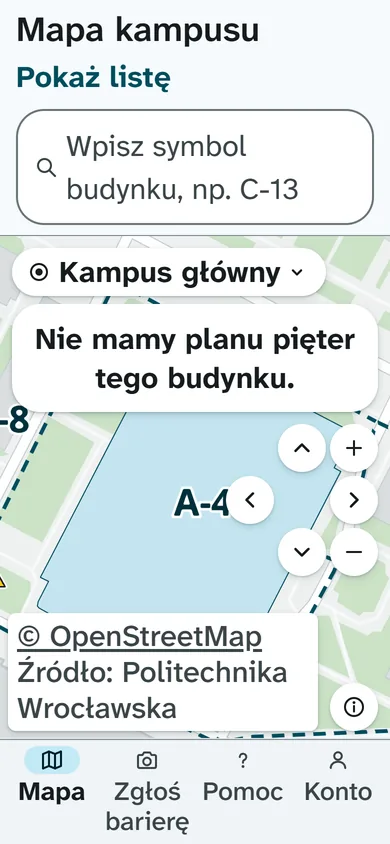 Mapa kampusu
Pokaż listę
Wpisz symbol
budynku, np. C-13
Kampus główny
Nie mamy planu pięter
tego budynku.
-8
A-4
© OpenStreetMap
Źródło: Politechnika
Wrocławska
Mapa
Zgłoś
barierę
Pomoc
Konto